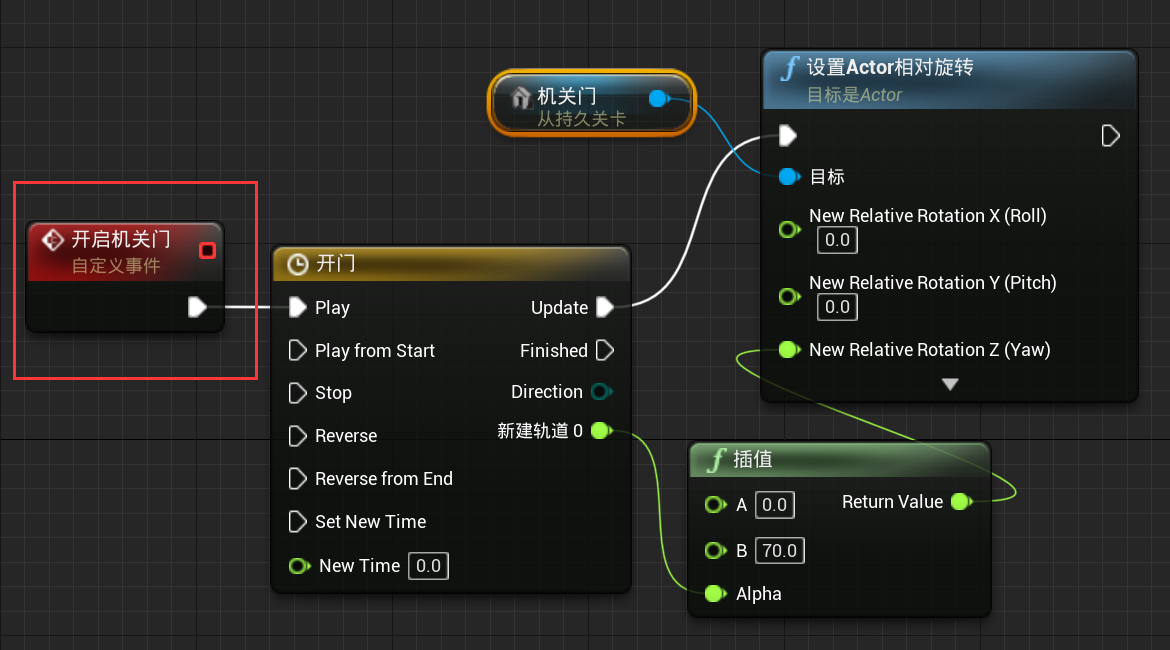 机关门
从持久关卡
设置Actor相对旋转
目标是Actor
目标
New Relative Rotation X (Roll)
0.0
New Relative Rotation Y (Pitch)
0.0
New Relative Rotation Z (Yaw)
开启机关门
自定义事件
开门
Play
Update
Play from Start
Finished
Stop
Direction
Reverse
新建轨道 0
Reverse from End
Set New Time
New Time 0.0
插值
A 0.0
Return Value
B 70.0
Alpha